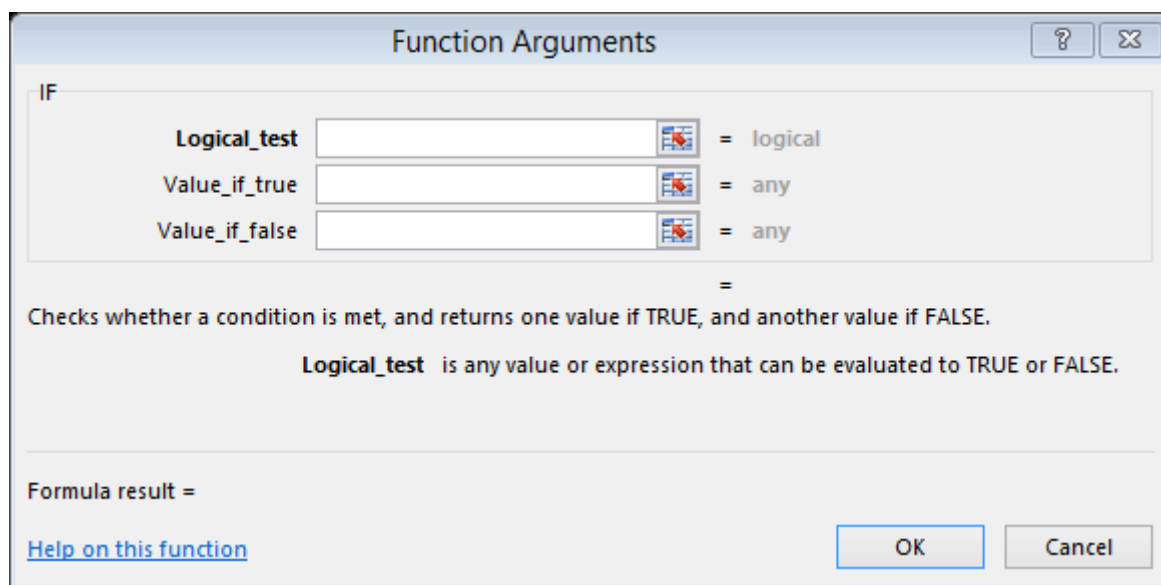 Function Arguments
IF
Logical_test = logical
Value_if_true = any
Value_if_false = any
=
Checks whether a condition is met, and returns one value if TRUE, and another value if FALSE.
Logical_test is any value or expression that can be evaluated to TRUE or FALSE.
Formula result =
Help on this function OK Cancel